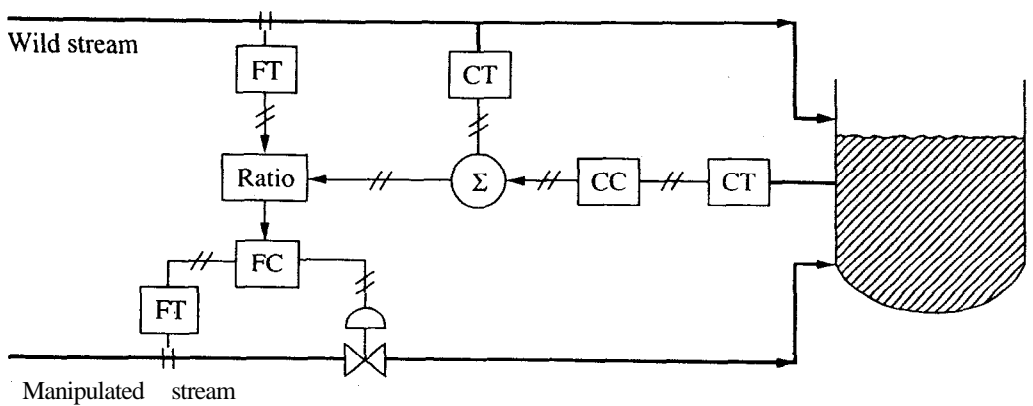 Wild stream
FT
CT
Ratio
Σ
CC
CT
FC
FT
Manipulated stream